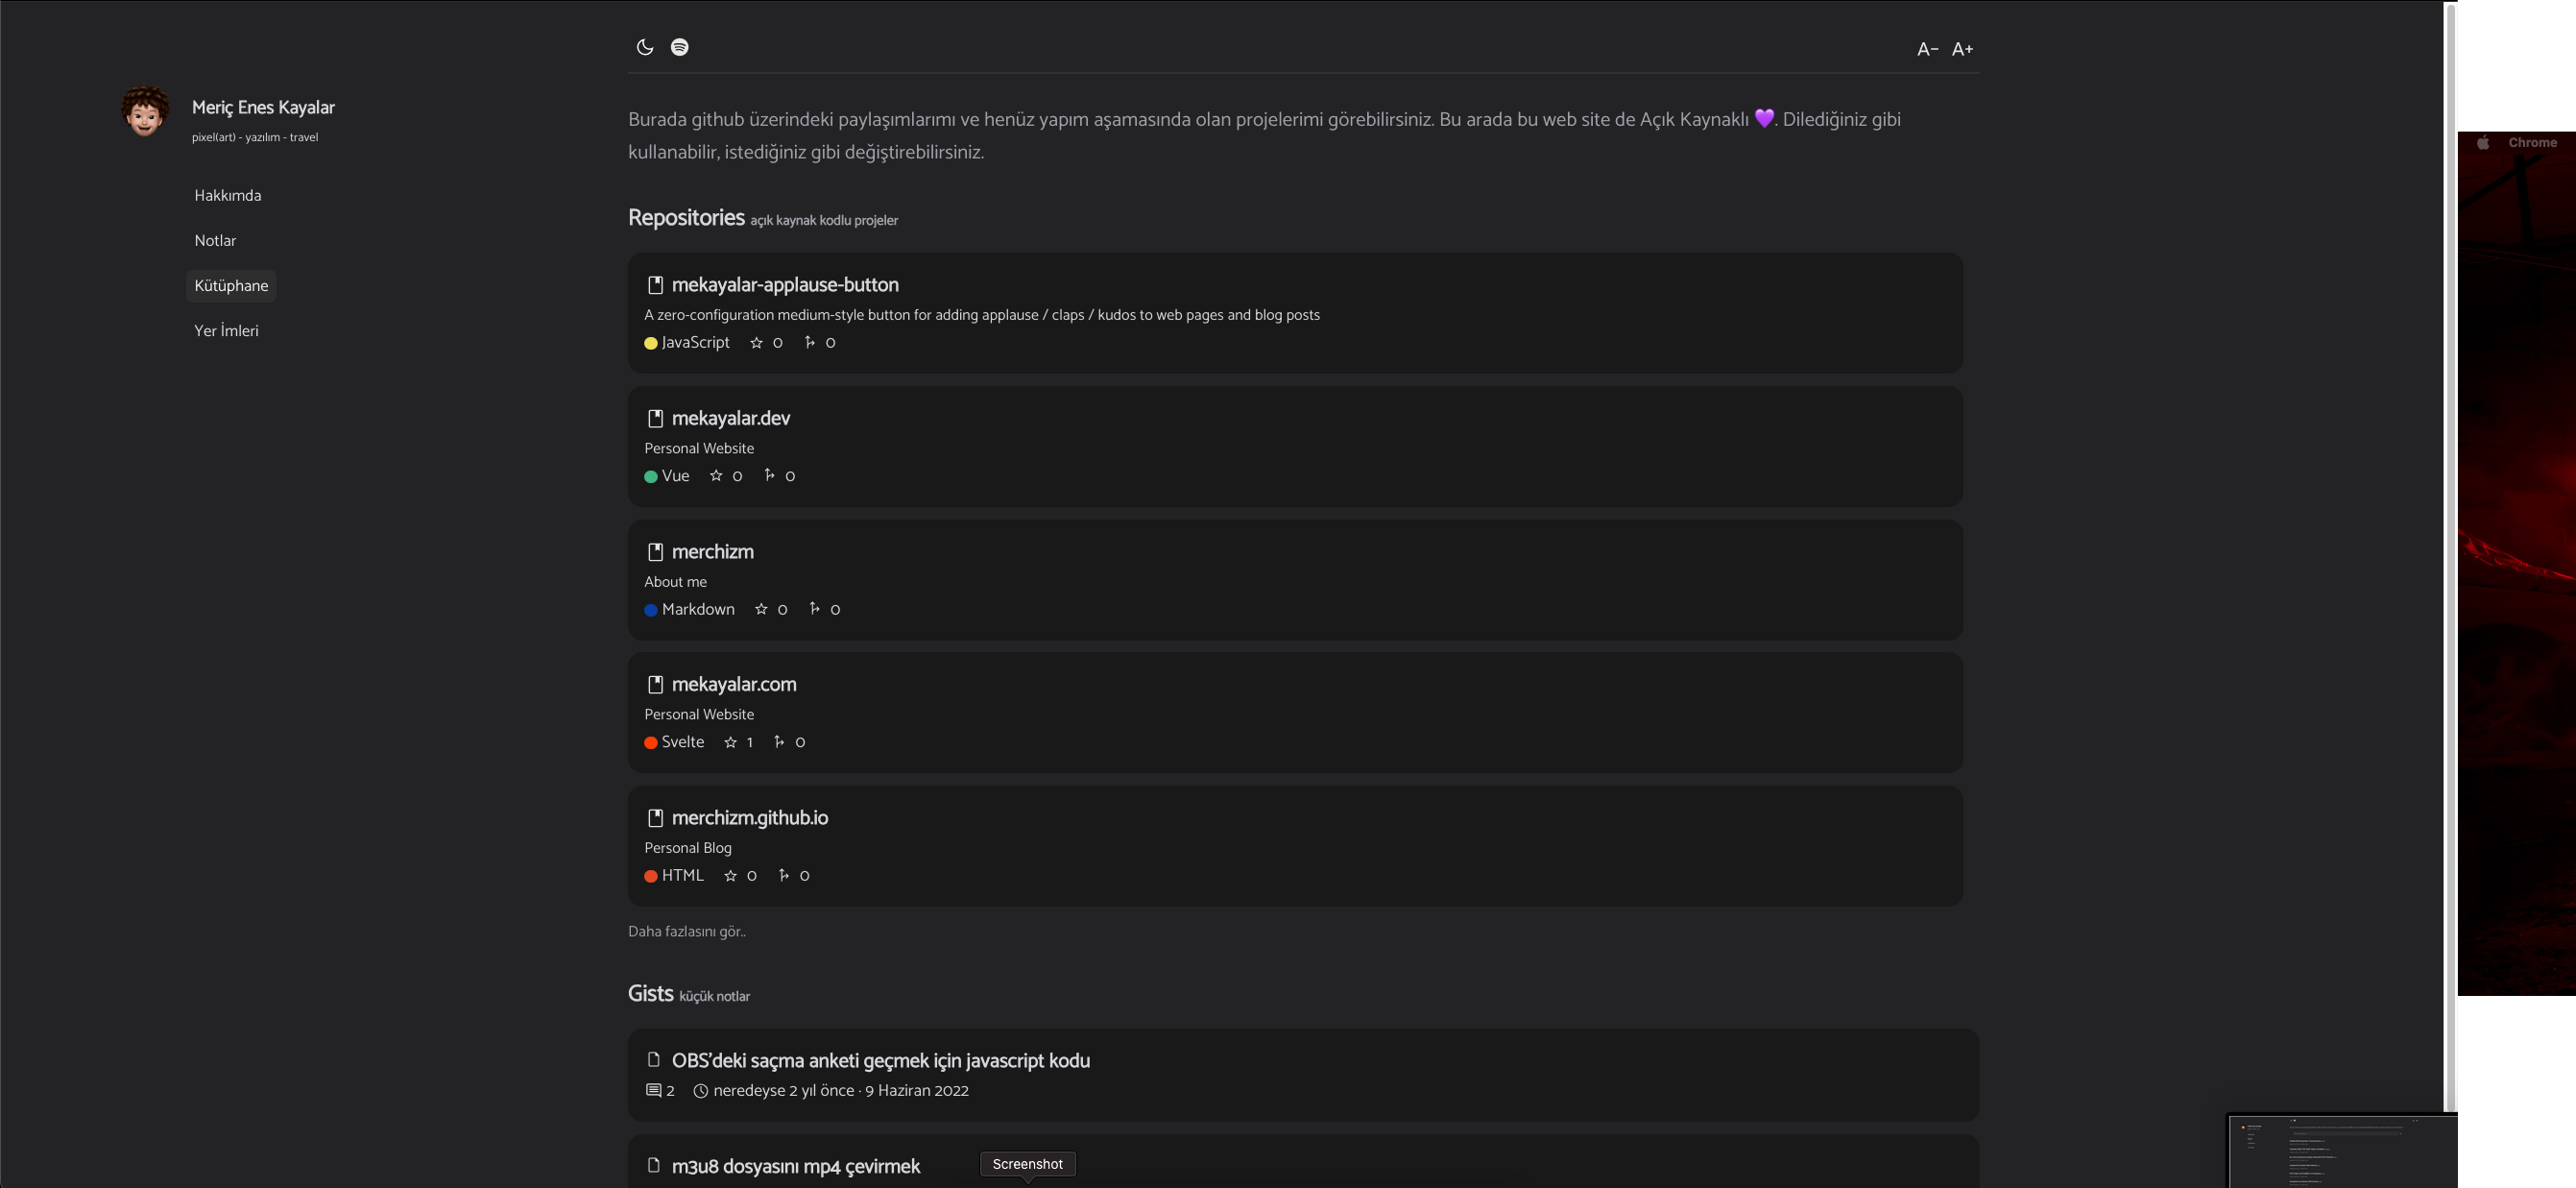 A- A+
Meriç Enes Kayalar
pixel(art) - yazılım - travel
Hakkımda
Notlar
Kütüphane
Yer İmleri
Burada github üzerindeki paylaşımlarımı ve henüz yapım aşamasında olan projelerimi görebilirsiniz. Bu arada bu web site de Açık Kaynaklı 💜. Dilediğiniz gibi
kullanabilir, istediğiniz gibi değiştirebilirsiniz.
Repositories açık kaynak kodlu projeler
mekayalar-applause-button
A zero-configuration medium-style button for adding applause / claps / kudos to web pages and blog posts
JavaScript 0 0
mekayalar.dev
Personal Website
Vue 0 0
merchizm
About me
Markdown 0 0
mekayalar.com
Personal Website
Svelte 1 0
merchizm.github.io
Personal Blog
HTML 0 0
Daha fazlasını gör..
Gists küçük notlar
OBS'deki saçma anketi geçmek için javascript kodu
2 neredeyse 2 yıl önce · 9 Haziran 2022
m3u8 dosyasını mp4 çevirmek
Screenshot
Chrome